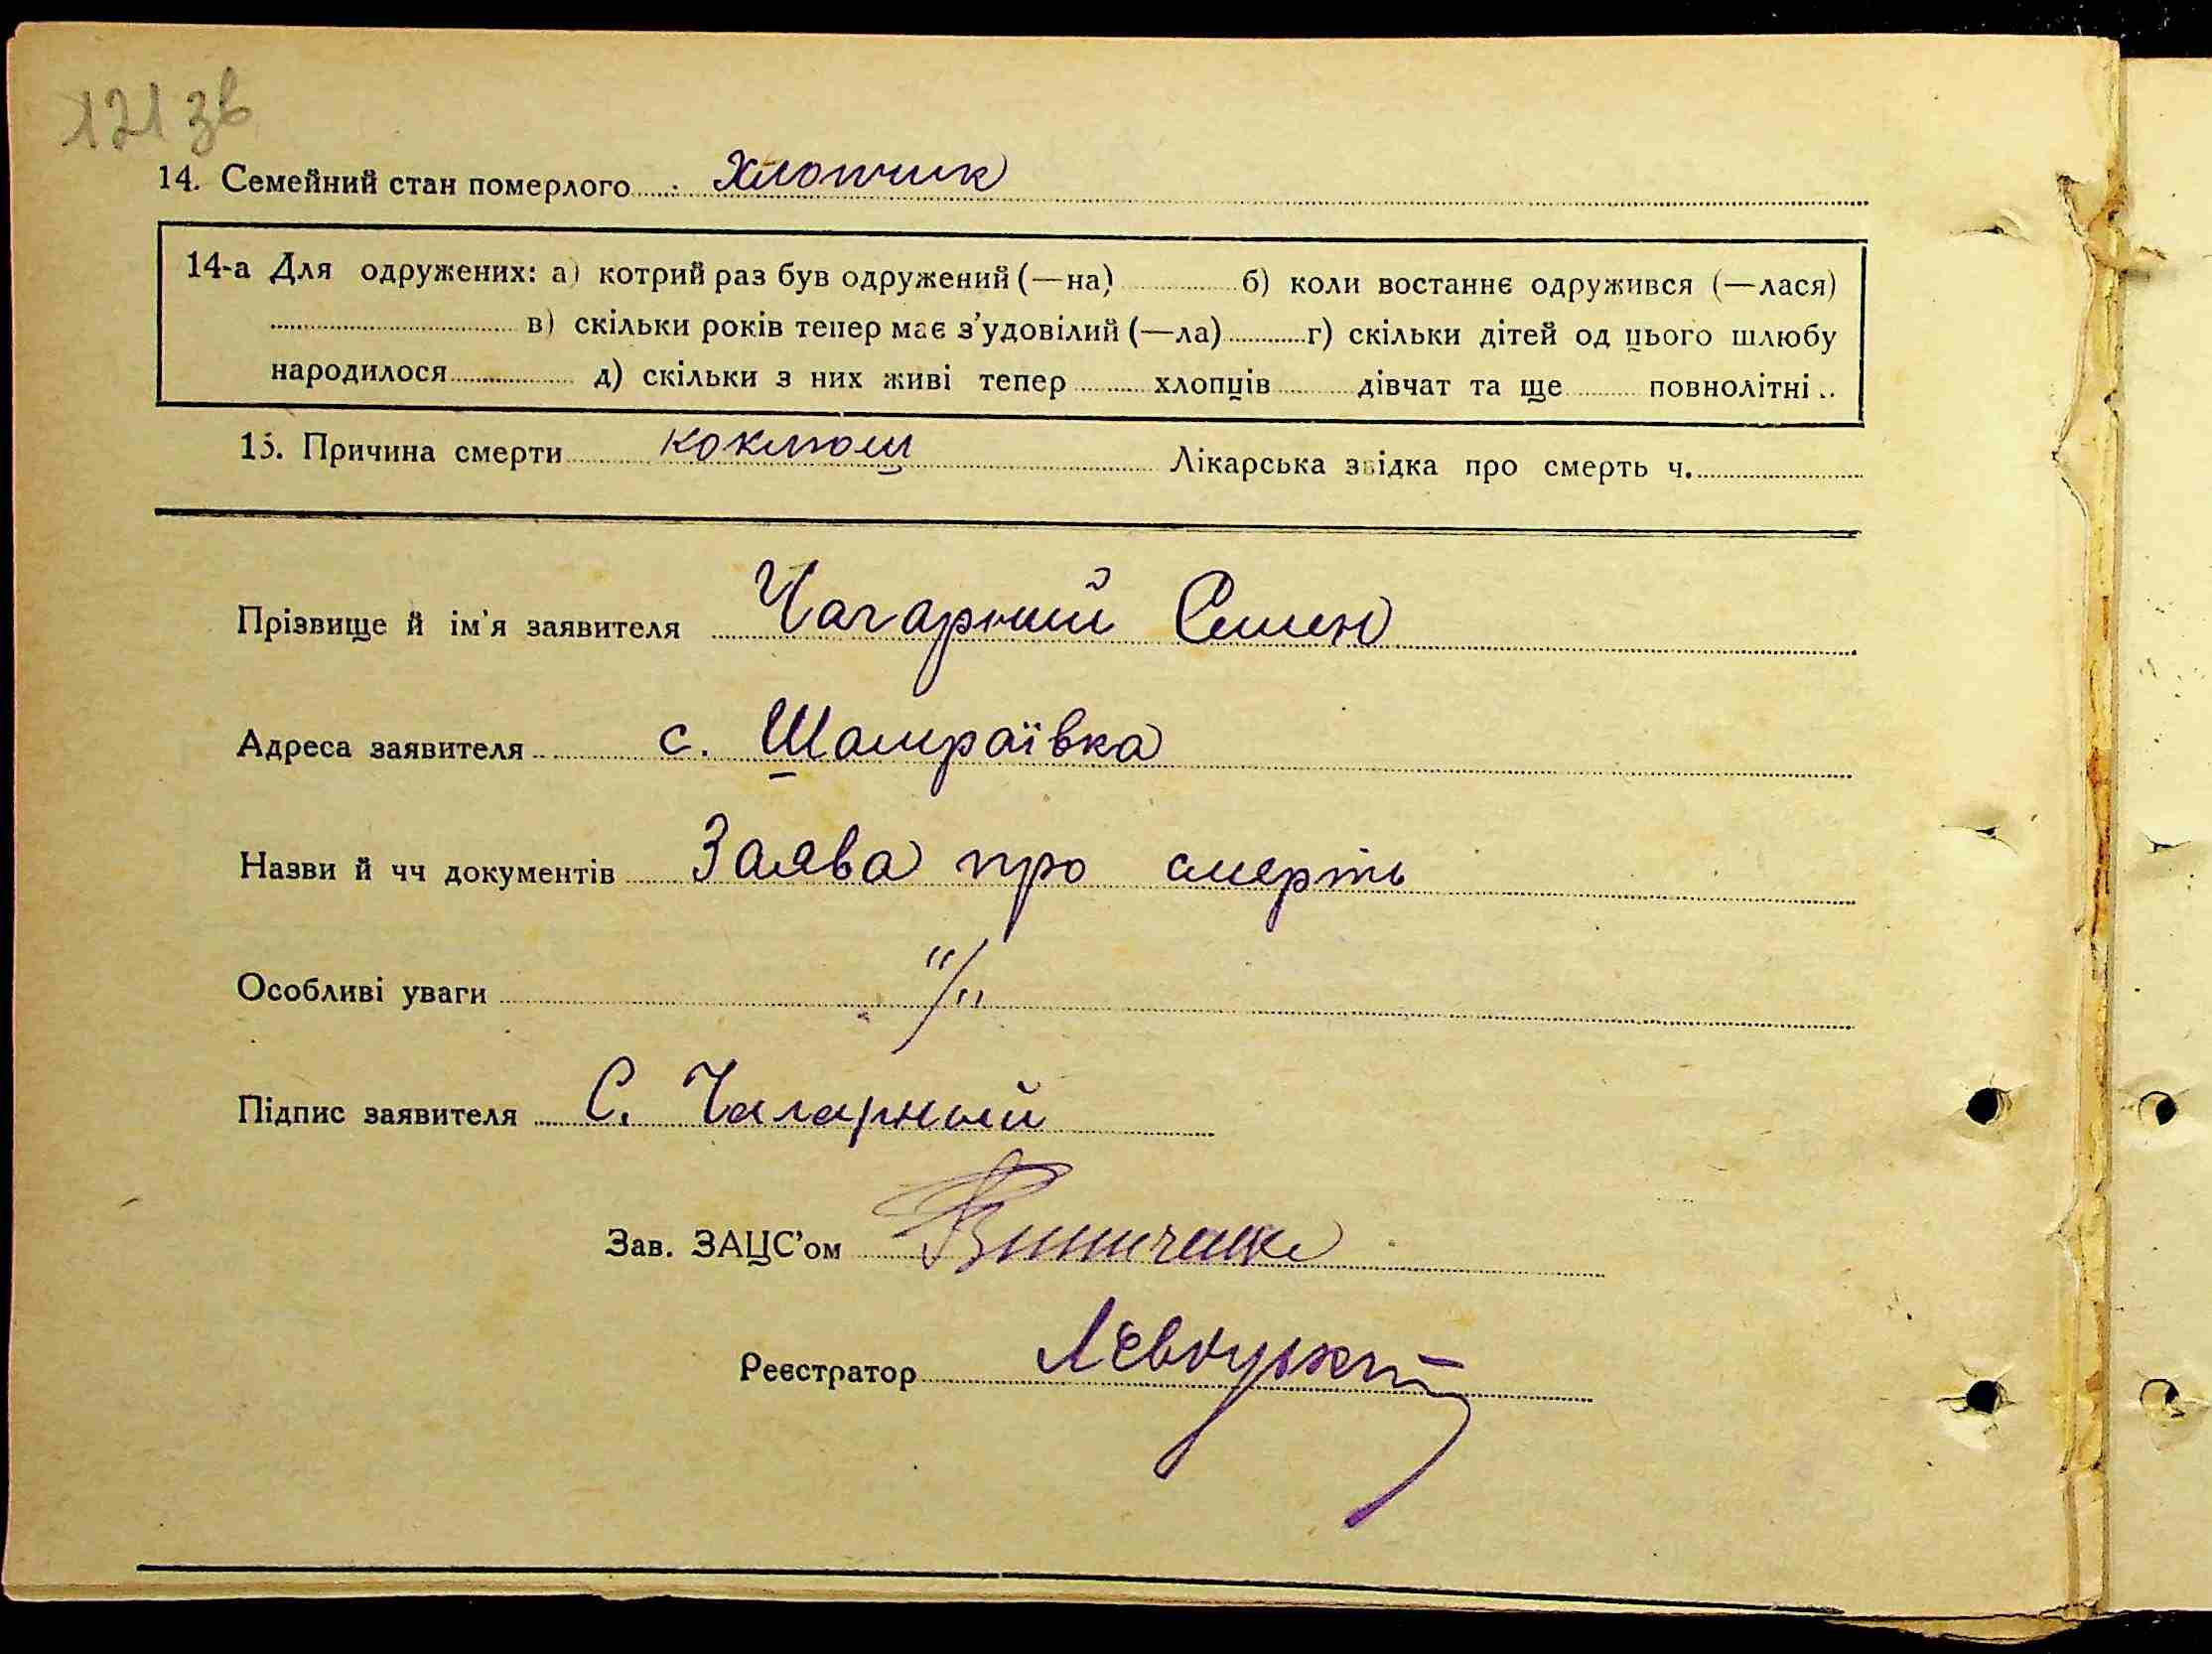 121 зв
14. Семейний стан померлого Хлопчик
14-а Для одружених: а) котрий раз був одружений (—на) б) коли востаннє одружився (—лася)
в) скільки років тепер має з’удовілий (—ла) г) скільки дітей од цього шлюбу
народилося д) скільки з них живі тепер хлопців дівчат та ще повнолітні
15. Причина смерти коклюш Лікарська звідка про смерть ч.
Прізвище й ім'я заявителя Чагарний Семен
Адреса заявителя с. Шамраївка
Назви й чч документів Заява про смерть
Особливі уваги "/"
Підпис заявителя С. Чагарный
Зав. ЗАЦС’ом
Реєстратор